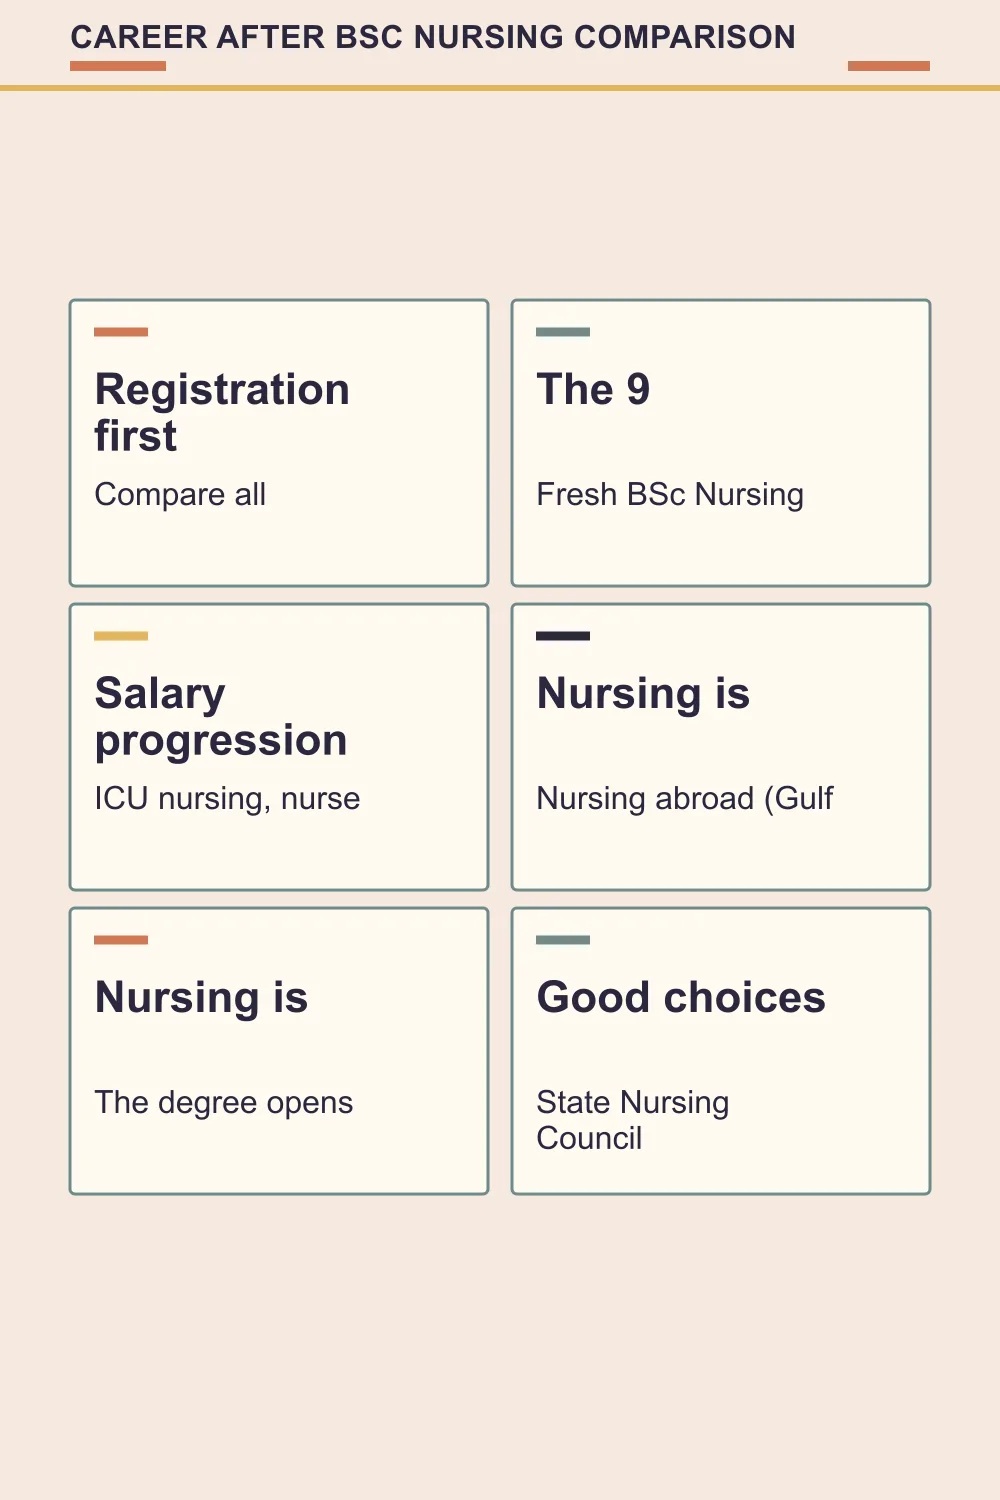 CAREER AFTER BSC NURSING COMPARISON
Registration
first
Compare all
The 9
Fresh BSc Nursing
Salary
progression
ICU nursing, nurse
Nursing is
Nursing abroad (Gulf
Nursing is
The degree opens
Good choices
State Nursing
Council